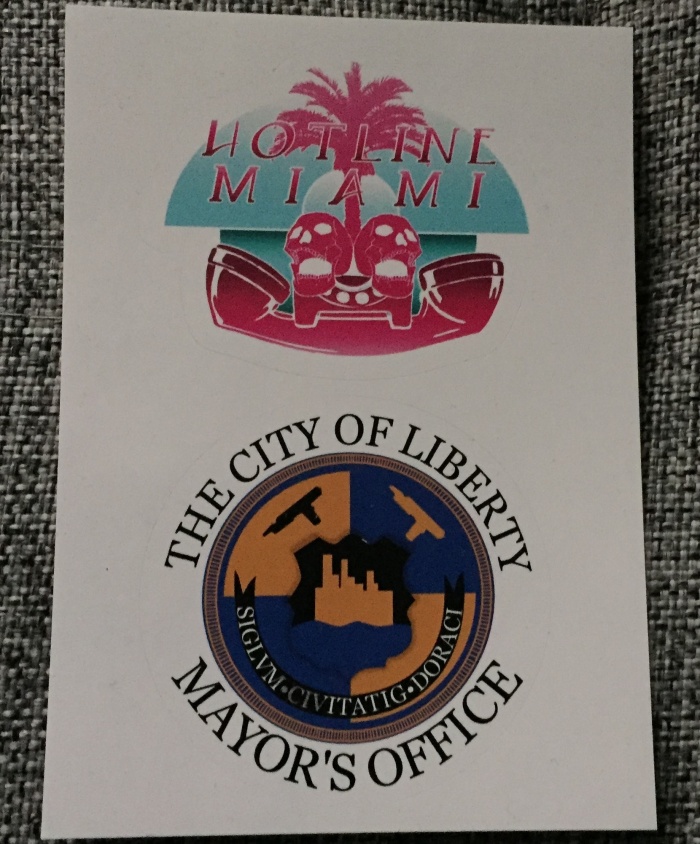 HOTLINE
MIAMI
THE CITY OF LIBERTY
SIGLVM•CIVITATIG•DORACI
MAYOR'S OFFICE